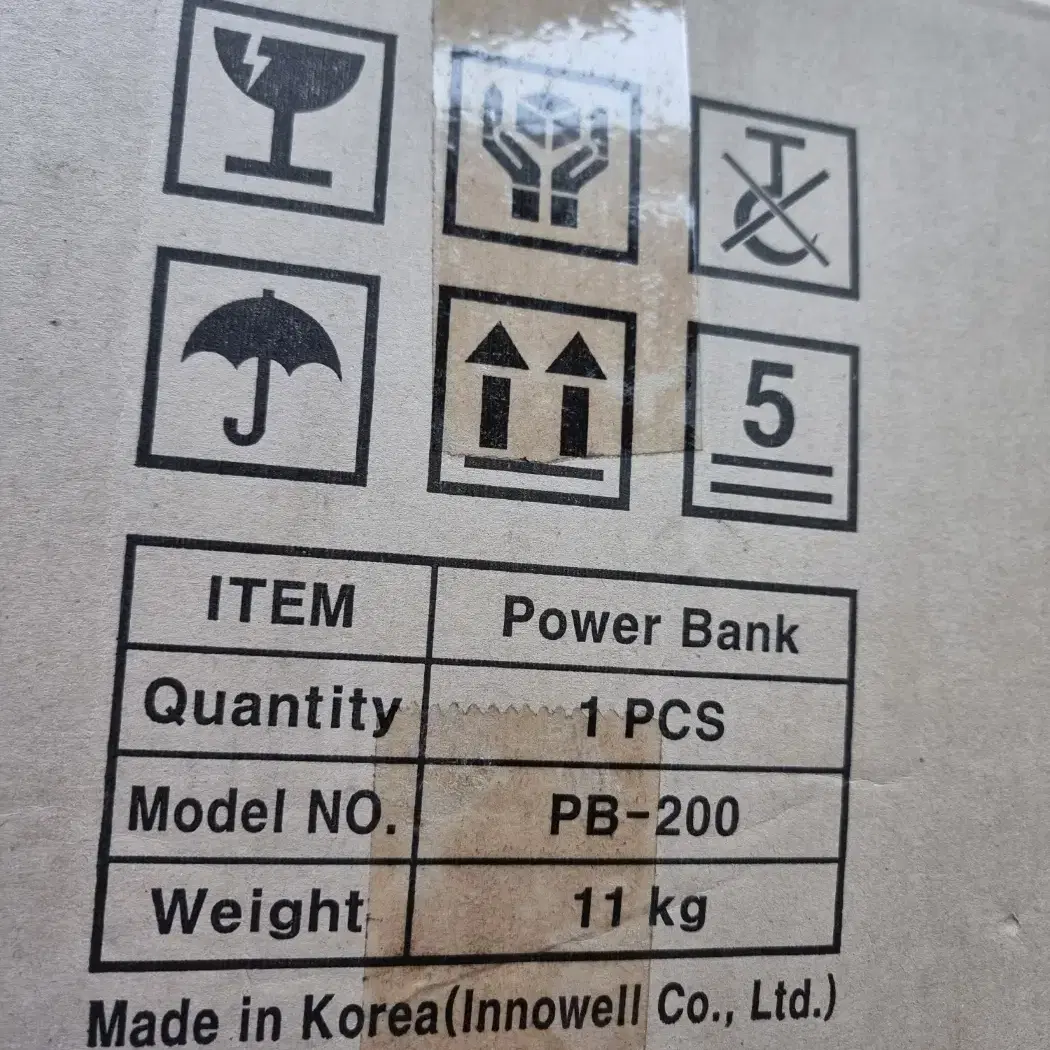 5
ITEM Power Bank
Quantity 1 PCS
Model NO. PB-200
Weight 11 kg
Made in Korea(Innowell Co., Ltd.)